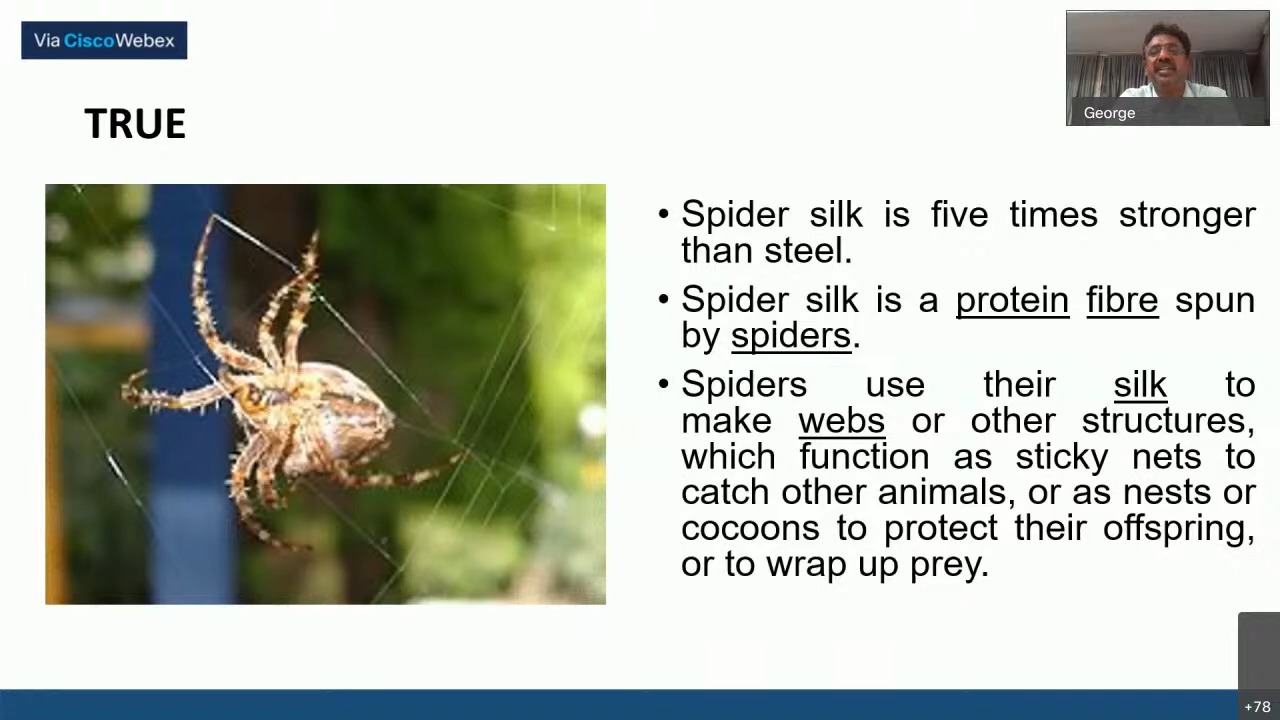 Via CiscoWebex
George
TRUE
• Spider silk is five times stronger
than steel.
• Spider silk is a protein fibre spun
by spiders.
• Spiders use their silk to
make webs or other structures,
which function as sticky nets to
catch other animals, or as nests or
cocoons to protect their offspring,
or to wrap up prey.
+78